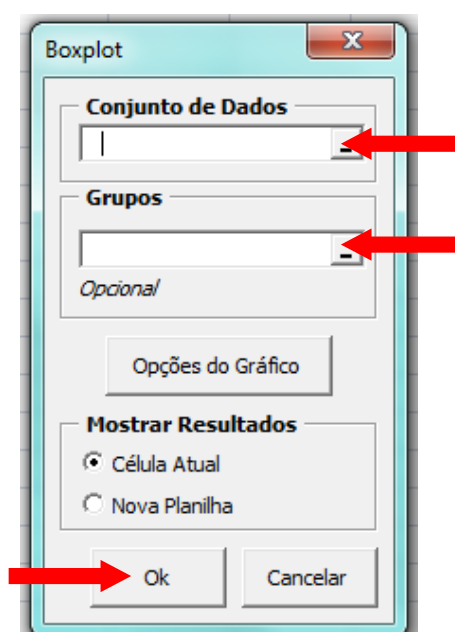 Boxplot
Conjunto de Dados
Grupos
Opcional
Opções do Gráfico
Mostrar Resultados
Célula Atual
Nova Planilha
Ok Cancelar